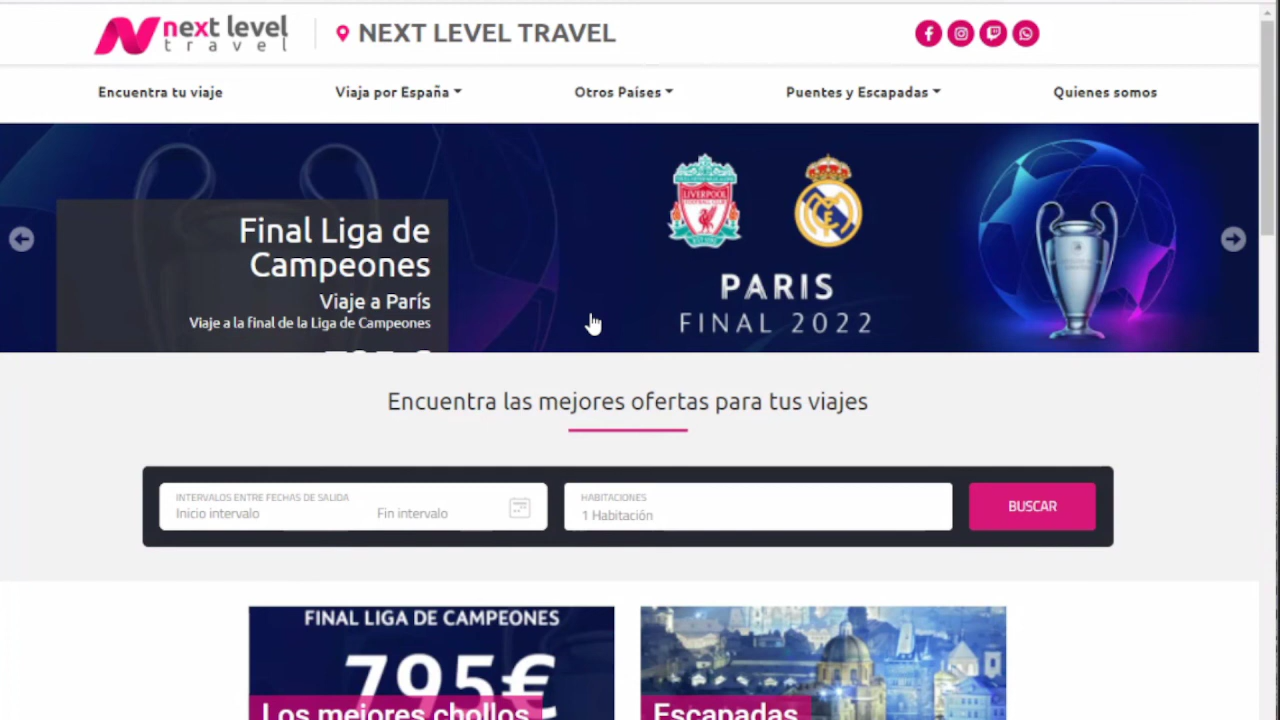 next level
travel
NEXT LEVEL TRAVEL
Encuentra tu viaje
Viaja por España
Otros Países
Puentes y Escapadas
Quienes somos
Final Liga de
Campeones
Viaje a París
Viaje a la final de la Liga de Campeones
LIVERPOOL
FOOTBALL CLUB
PARIS
FINAL 2022
Encuentra las mejores ofertas para tus viajes
INTERVALOS ENTRE FECHAS DE SALIDA
Inicio intervalo
Fin intervalo
HABITACIONES
1 Habitación
BUSCAR
FINAL LIGA DE CAMPEONES
795€
Los mejores chollos
Escapadas